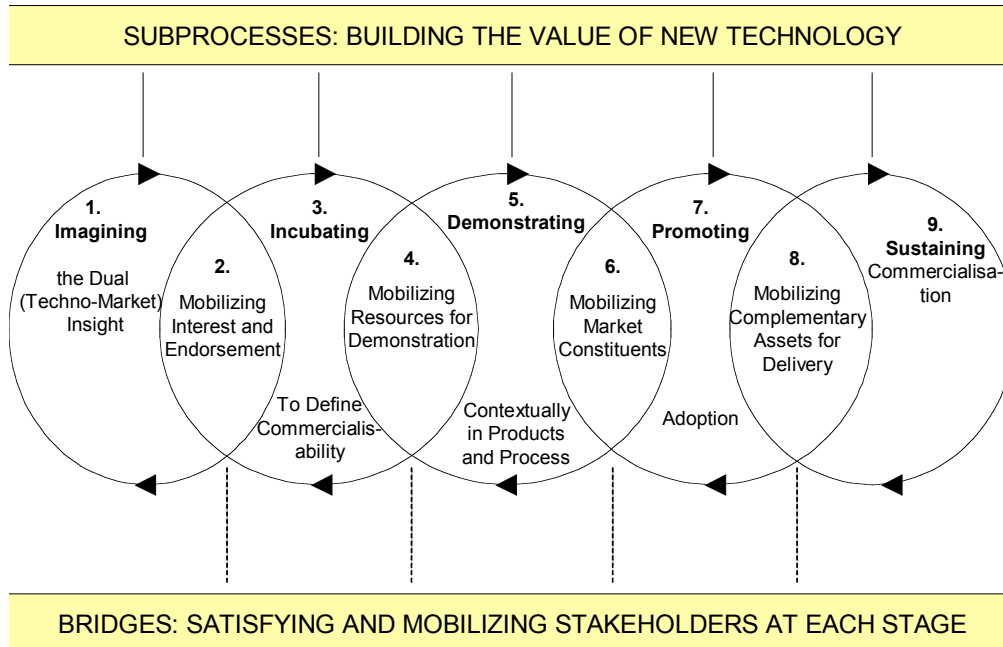 SUBPROCESSES: BUILDING THE VALUE OF NEW TECHNOLOGY
1.
Imagining
the Dual
(Techno-Market)
Insight
2.
Mobilizing
Interest and
Endorsement
3.
Incubating
To Define
Commercialis-
ability
4.
Mobilizing
Resources for
Demonstration
5.
Demonstrating
Contextually
in Products
and Process
6.
Mobilizing
Market
Constituents
7.
Promoting
Adoption
8.
Mobilizing
Complementary
Assets for
Delivery
9.
Sustaining
Commercialisa-
tion
BRIDGES: SATISFYING AND MOBILIZING STAKEHOLDERS AT EACH STAGE